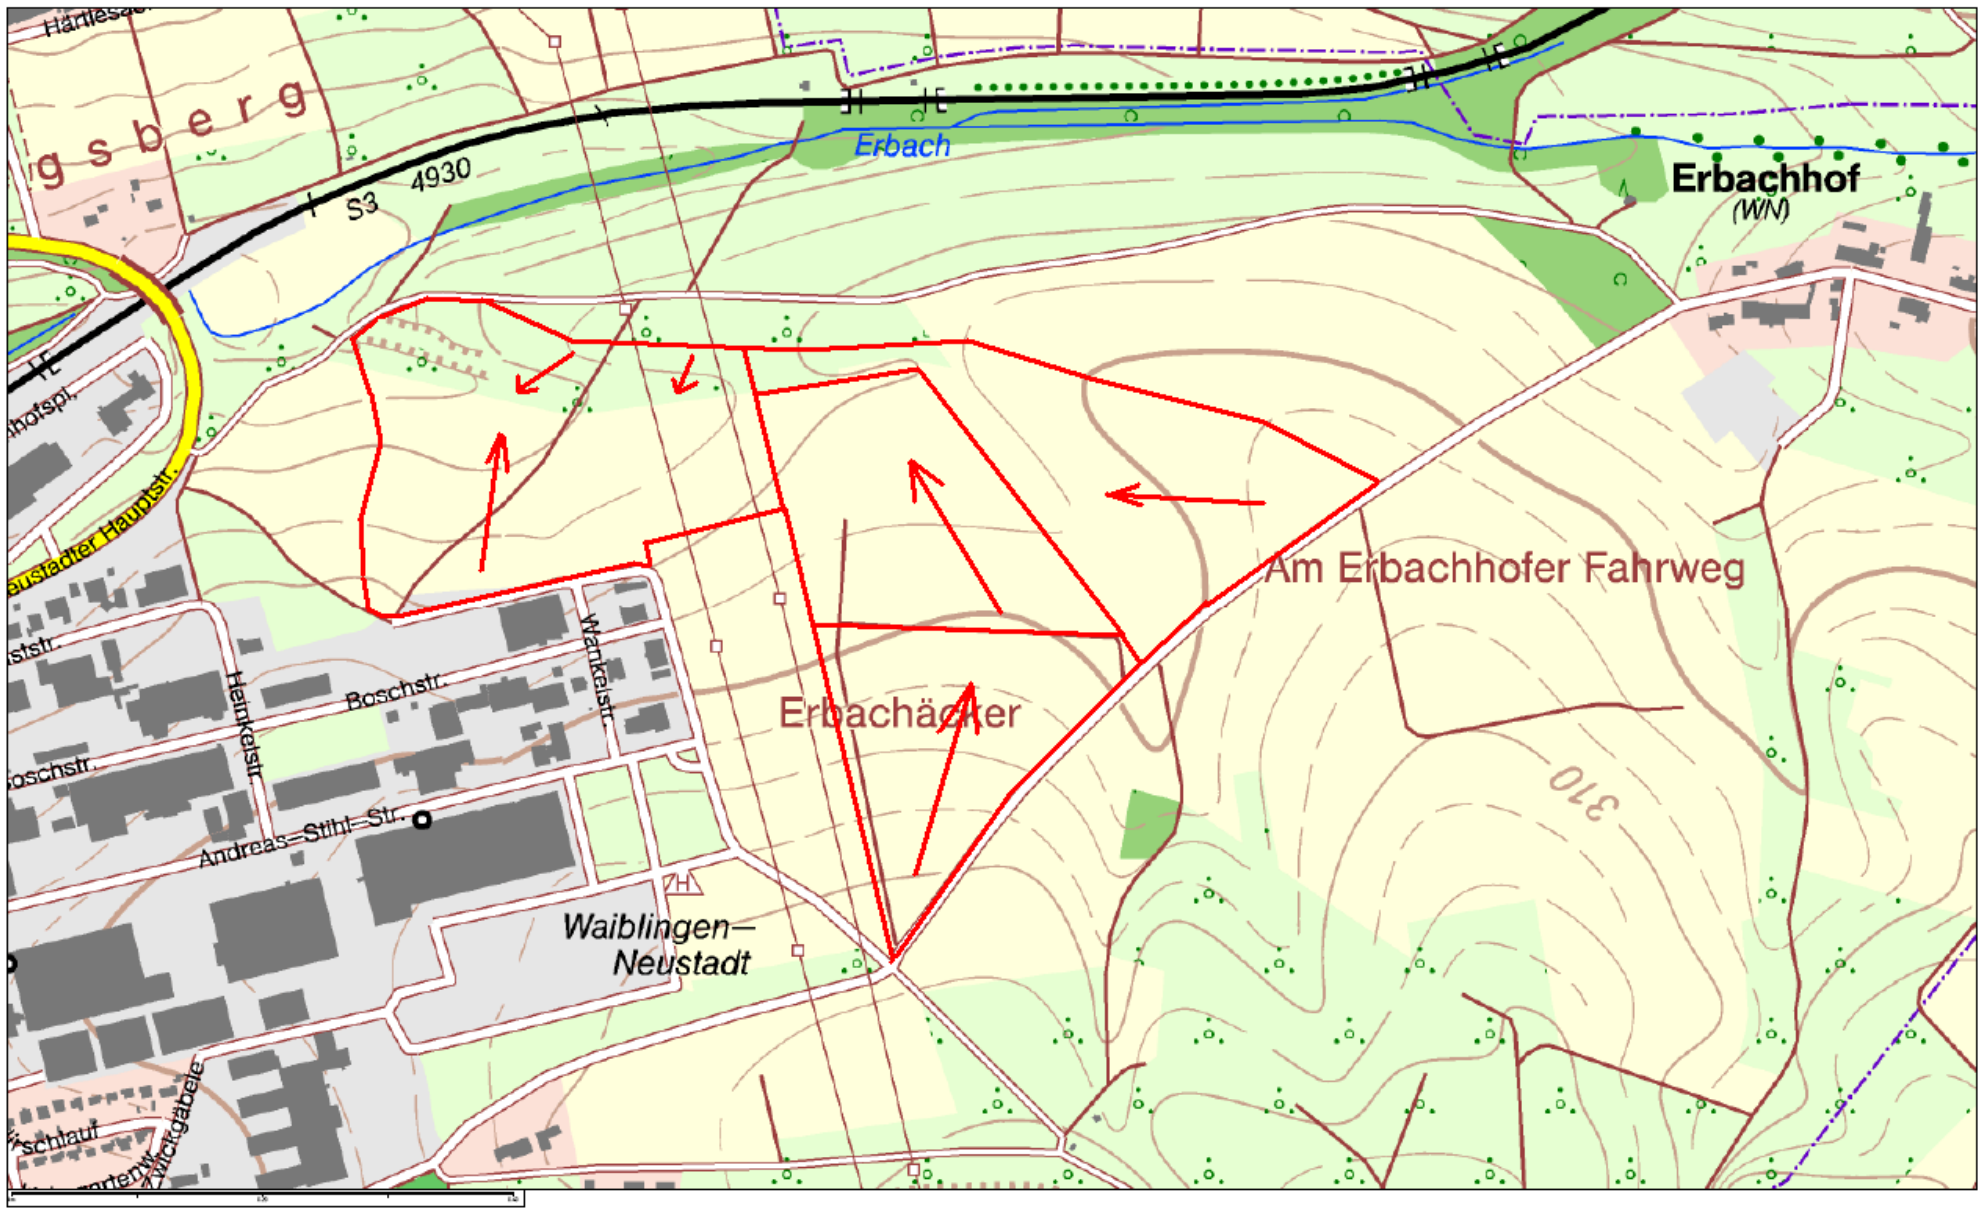 gsberg
S3
4930
Erbach
Erbachhof
(WN)
Neustadter Hauptstr.
Am Erbachhofer Fahrweg
Wankelstr.
Heinkelstr.
Boschstr.
Erbachäcker
310
Andreas–Stihl–Str.
H
Waiblingen–
Neustadt